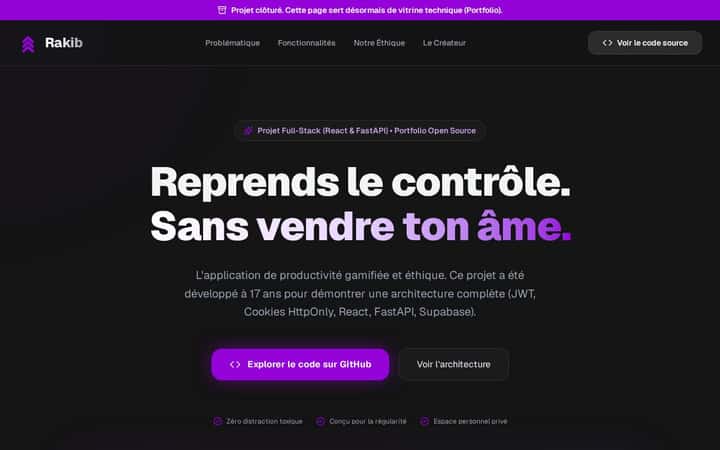 Projet clôturé. Cette page sert désormais de vitrine technique (Portfolio).
Rakib
Problématique
Fonctionnalités
Notre Éthique
Le Créateur
Voir le code source
Projet Full-Stack (React & FastAPI) • Portfolio Open Source
Reprends le contrôle.
Sans vendre ton âme.
L'application de productivité gamifiée et éthique. Ce projet a été
développé à 17 ans pour démontrer une architecture complète (JWT,
Cookies HttpOnly, React, FastAPI, Supabase).
Explorer le code sur GitHub
Voir l'architecture
Zéro distraction toxique
Conçu pour la régularité
Espace personnel privé